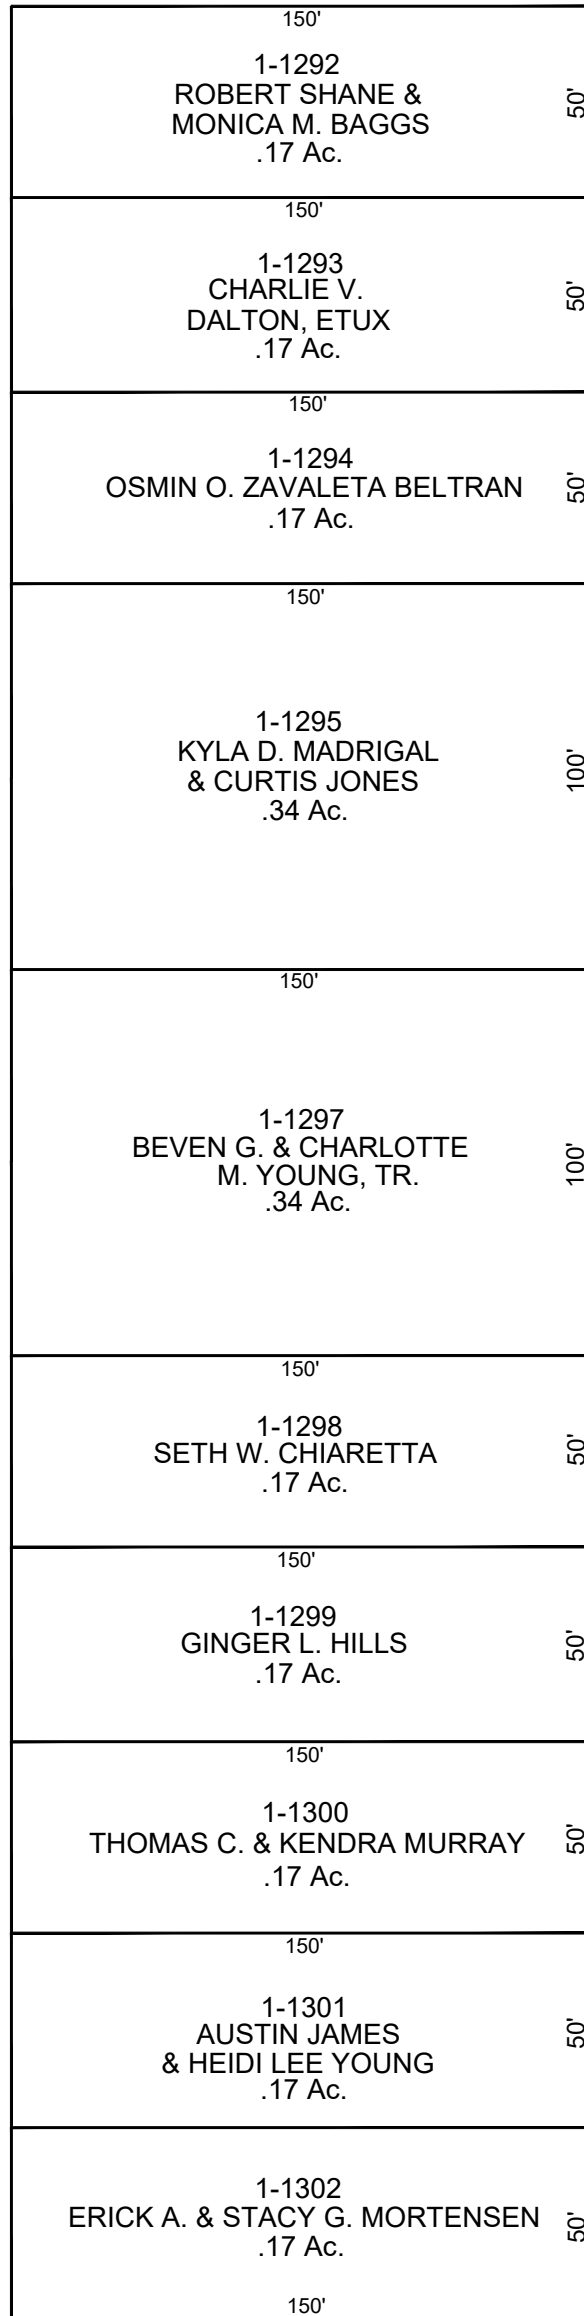 150'
1-1292
ROBERT SHANE &
MONICA M. BAGGS
.17 Ac.
50'
150'
1-1293
CHARLIE V.
DALTON, ETUX
.17 Ac.
50'
150'
1-1294
OSMIN O. ZAVALETA BELTRAN
.17 Ac.
50'
150'
1-1295
KYLA D. MADRIGAL
& CURTIS JONES
.34 Ac.
100'
150'
1-1297
BEVEN G. & CHARLOTTE
M. YOUNG, TR.
.34 Ac.
100'
150'
1-1298
SETH W. CHIARETTA
.17 Ac.
50'
150'
1-1299
GINGER L. HILLS
.17 Ac.
50'
150'
1-1300
THOMAS C. & KENDRA MURRAY
.17 Ac.
50'
150'
1-1301
AUSTIN JAMES
& HEIDI LEE YOUNG
.17 Ac.
50'
1-1302
ERICK A. & STACY G. MORTENSEN
.17 Ac.
50'
150'